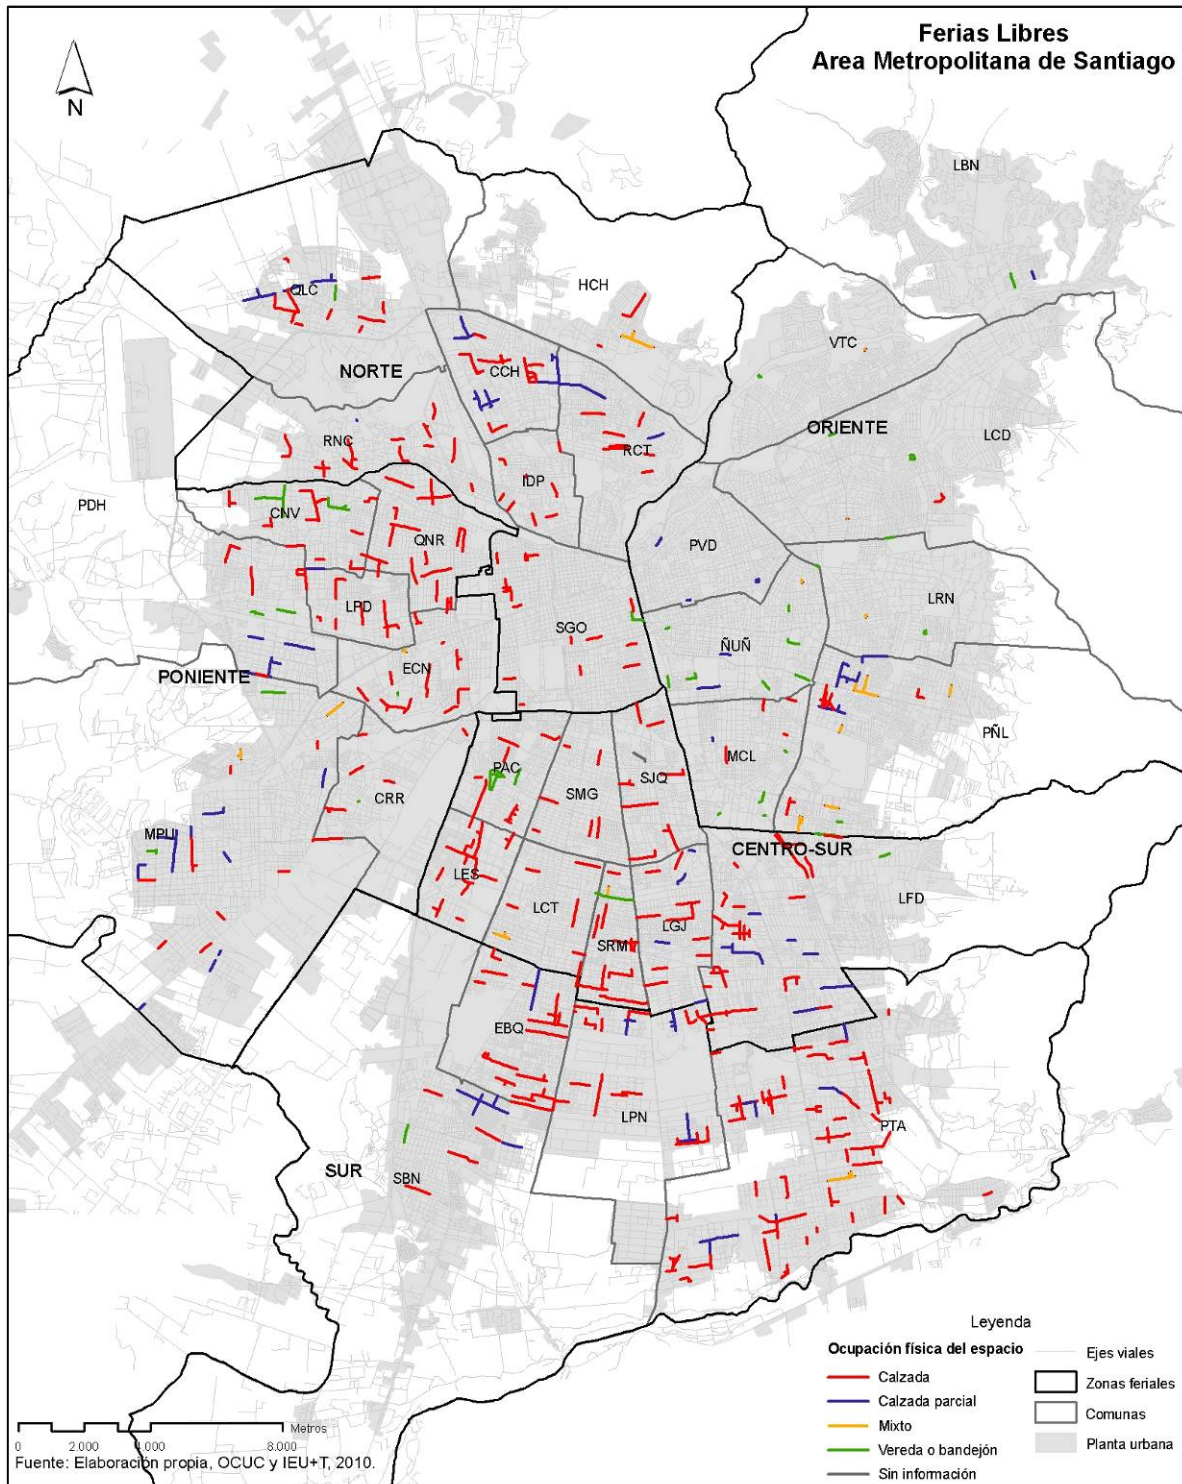 Ferias Libres
Area Metropolitana de Santiago
N
LBN
HCH
QLC
VTC
NORTE
CCH
ORIENTE
LCD
RNC
RCT
IDP
PDH
CNV
QNR
PVD
LPD
LRN
SGO
ÑUÑ
ECN
PONIENTE
PÑL
MCL
PAC
SJQ
CRR
SMG
MPU
CENTRO-SUR
LES
LFD
LCT
LGJ
SRM
EBQ
LPN
PTA
SUR
SBN
Leyenda
Ocupación física del espacio
Calzada
Calzada parcial
Mixto
Vereda o bandejón
Sin información
Ejes viales
Zonas feriales
Comunas
Planta urbana
Metros
0 2.000 4.000 8.000
Fuente: Elaboración propia, OCUC y IEU+T, 2010.